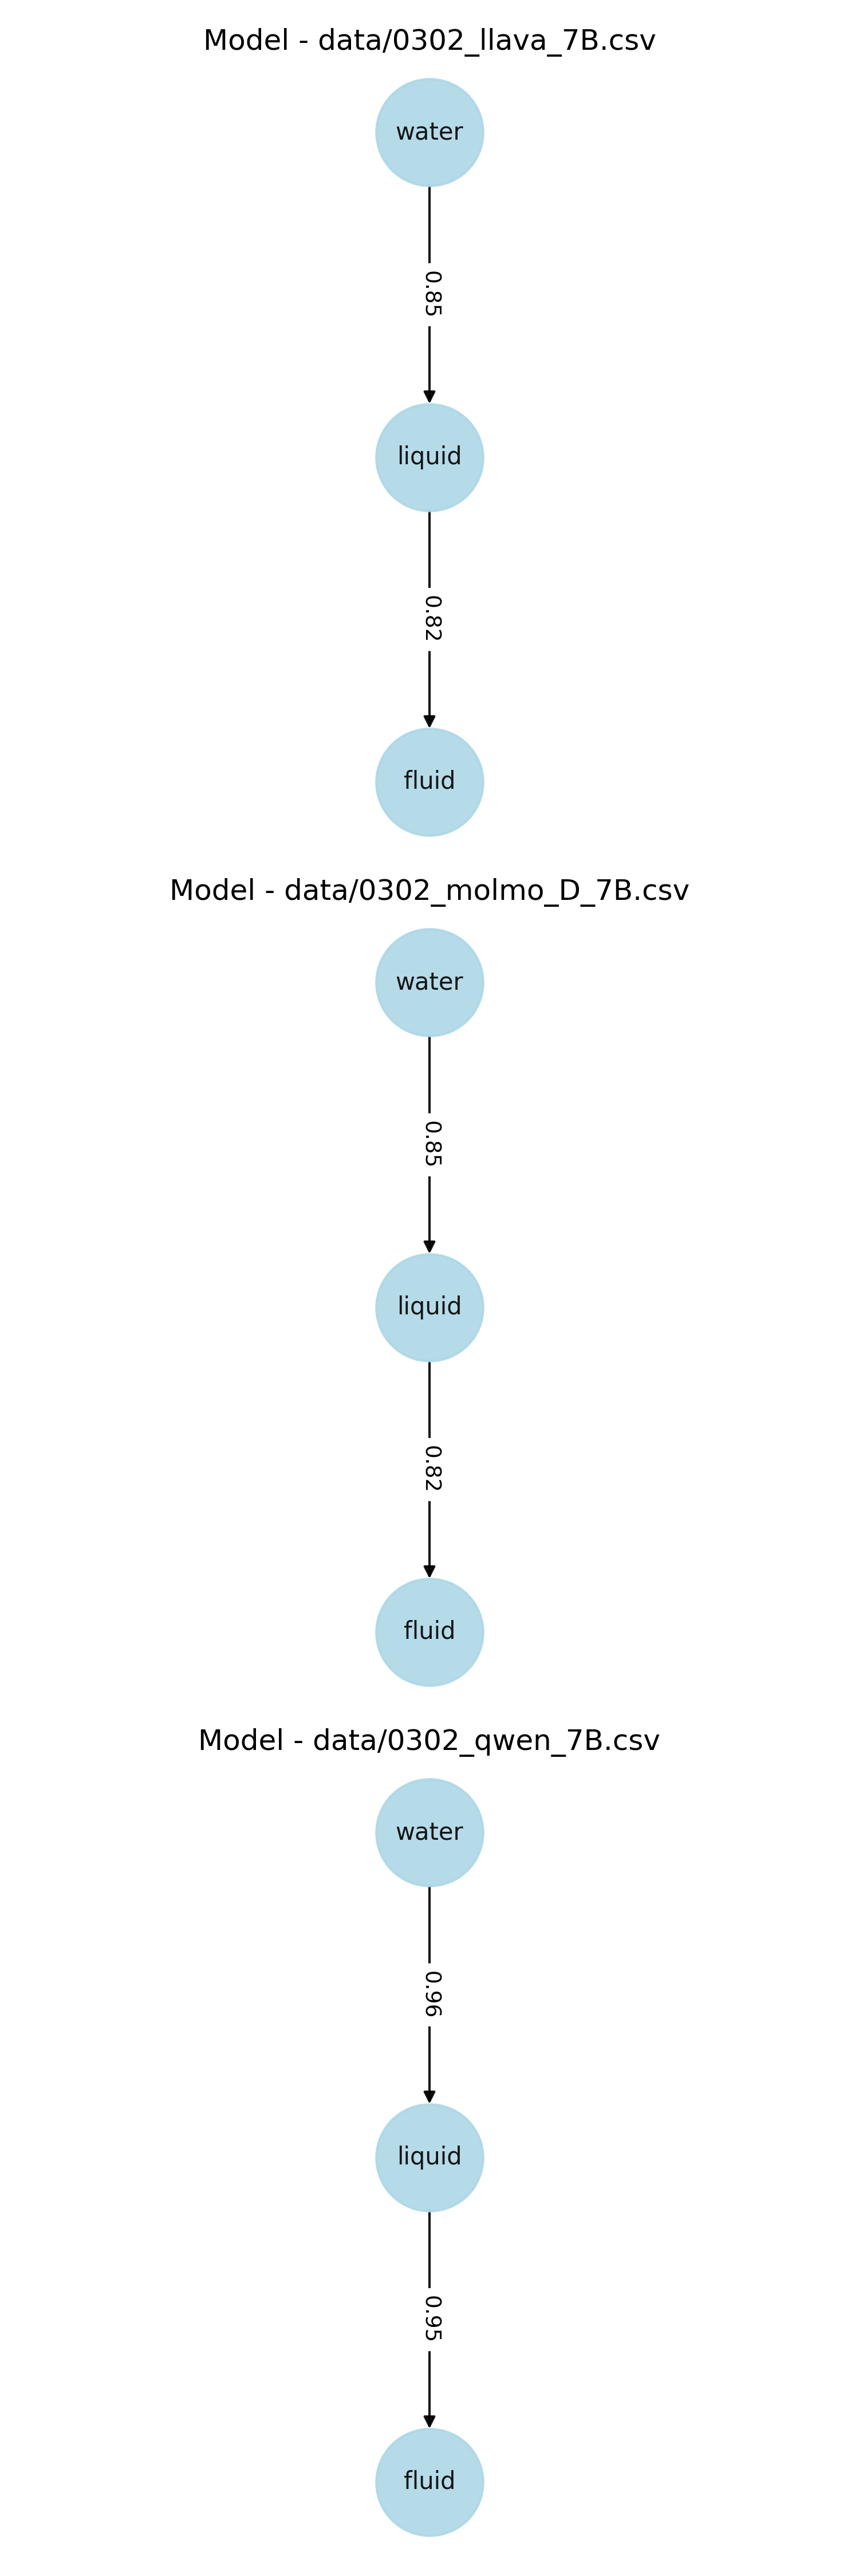 Model - data/0302_llava_7B.csv
water
0.85
liquid
0.82
fluid
Model - data/0302_molmo_D_7B.csv
water
0.85
liquid
0.82
fluid
Model - data/0302_qwen_7B.csv
water
0.96
liquid
0.95
fluid